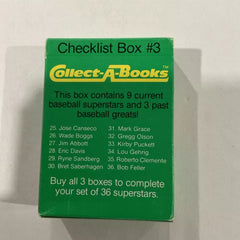 Checklist Box #3
Collect-A-Books™
This box contains 9 current
baseball superstars and 3 past
baseball greats!
25. Jose Canseco
26. Wade Boggs
27. Jim Abbott
28. Eric Davis
29. Ryne Sandberg
30. Bret Saberhagen
31. Mark Grace
32. Gregg Olson
33. Kirby Puckett
34. Lou Gehrig
35. Roberto Clemente
36. Bob Feller
Buy all 3 boxes to complete
your set of 36 superstars.